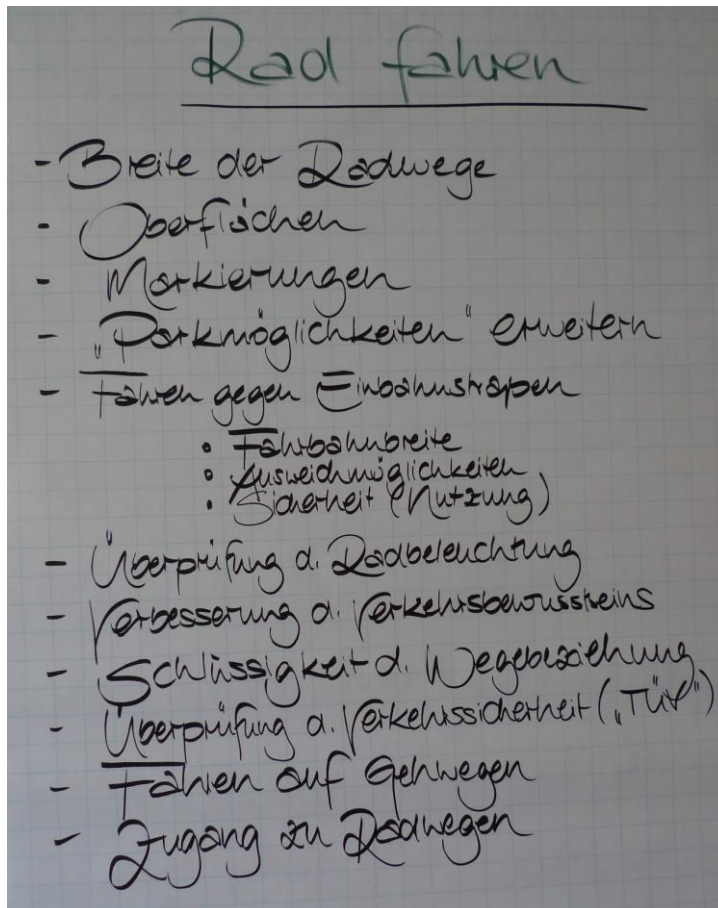 Rad fahren
- Breite der Radwege
- Oberflächen
- Markierungen
- „Parkmöglichkeiten" erweitern
- Fahren gegen Einbahnstraßen
• Fahrbahnbreite
• Ausweichmöglichkeiten
• Sicherheit (Nutzung)
- Überprüfung d. Radbeleuchtung
- Verbesserung d. Verkehrsbewusstseins
- Schlüssigkeit d. Wegebeziehung
- Überprüfung d. Verkehrssicherheit („TÜV")
- Fahren auf Gehwegen
- Zugang zu Radwegen